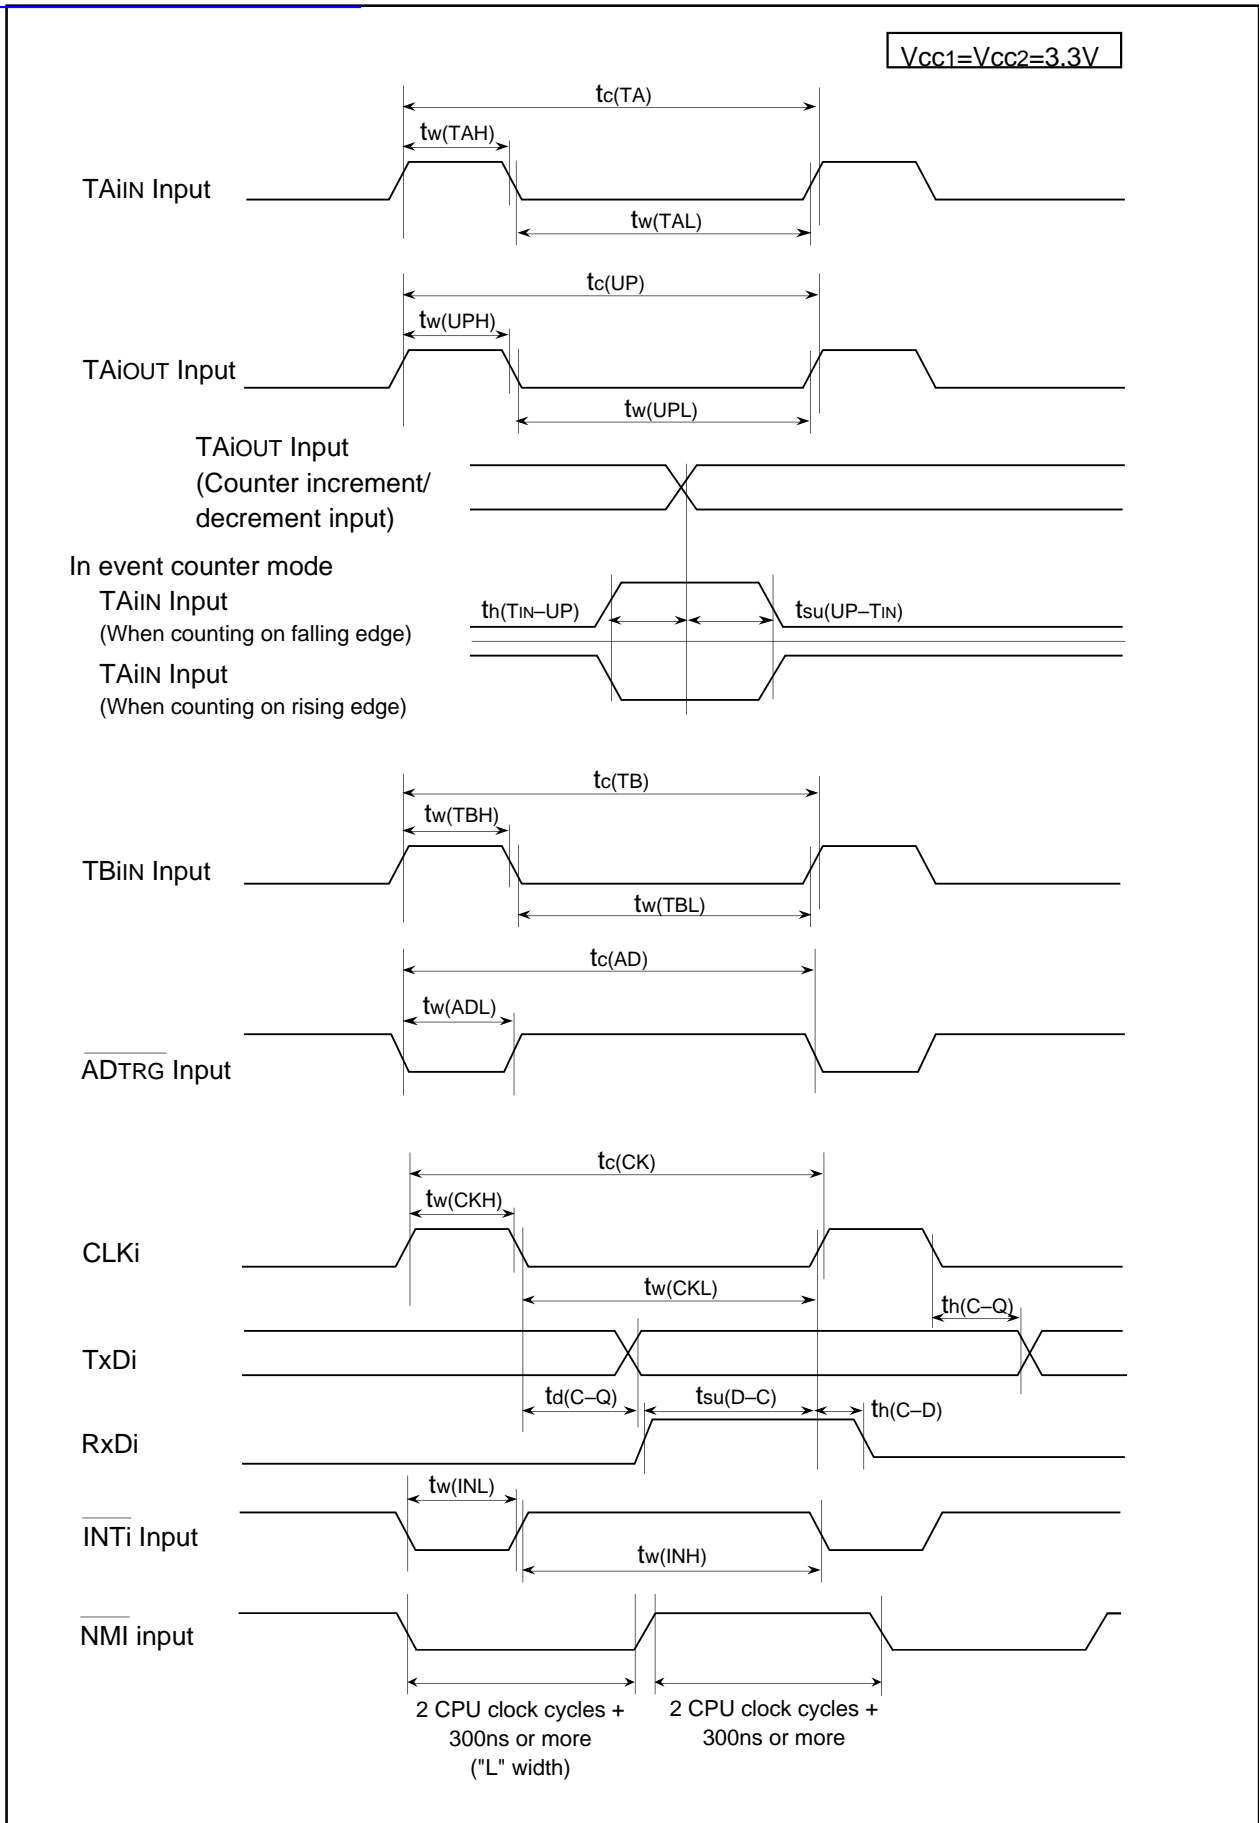 Vcc1=Vcc2=3.3V
tc(TA)
tw(TAH)
TAiIN Input
tw(TAL)
tc(UP)
tw(UPH)
TAiOUT Input
tw(UPL)
TAiOUT Input
(Counter increment/
decrement input)
In event counter mode
TAiIN Input
(When counting on falling edge)
th(TIN–UP)
tsu(UP–TIN)
TAiIN Input
(When counting on rising edge)
tc(TB)
tw(TBH)
TBiIN Input
tw(TBL)
tc(AD)
tw(ADL)
ADTRG Input
tc(CK)
tw(CKH)
CLKi
tw(CKL)
th(C–Q)
TxDi
td(C–Q)
tsu(D–C)
th(C–D)
RxDi
tw(INL)
INTi Input
tw(INH)
NMI input
2 CPU clock cycles +
300ns or more
("L" width)
2 CPU clock cycles +
300ns or more